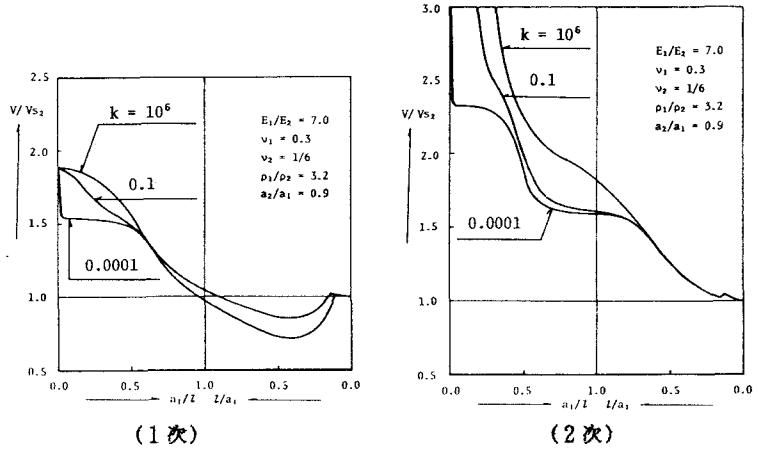 V/Vs₂
2.5
2.0
1.5
1.0
0.5
k = 10⁶
0.1
0.0001
E₁/E₂ = 7.0
ν₁ = 0.3
ν₂ = 1/6
ρ₁/ρ₂ = 3.2
a₂/a₁ = 0.9
0.0 0.5 1.0 0.5 0.0
a₁/l l/a₁
(1次)
V/Vs₂
3.0
2.5
2.0
1.5
1.0
0.5
k = 10⁶
0.1
0.0001
E₁/E₂ = 7.0
ν₁ = 0.3
ν₂ = 1/6
ρ₁/ρ₂ = 3.2
a₂/a₁ = 0.9
0.0 0.5 1.0 0.5 0.0
a₁/l l/a₁
(2次)